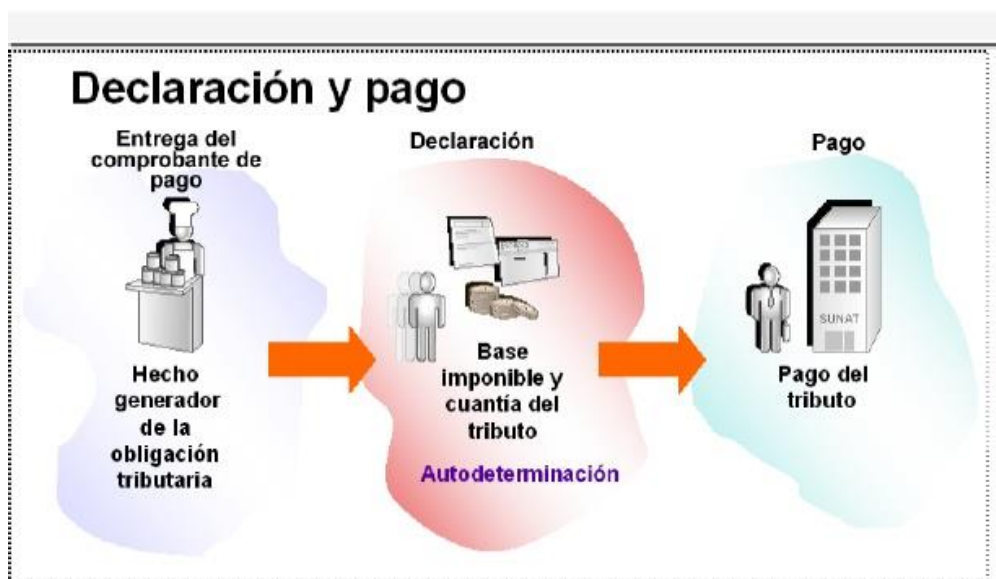 Declaración y pago
Entrega del
comprobante de
pago
Hecho
generador
de la
obligación
tributaria
Declaración
Base
imponible y
cuantía del
tributo
Autodeterminación
Pago
SUNAT
Pago del
tributo